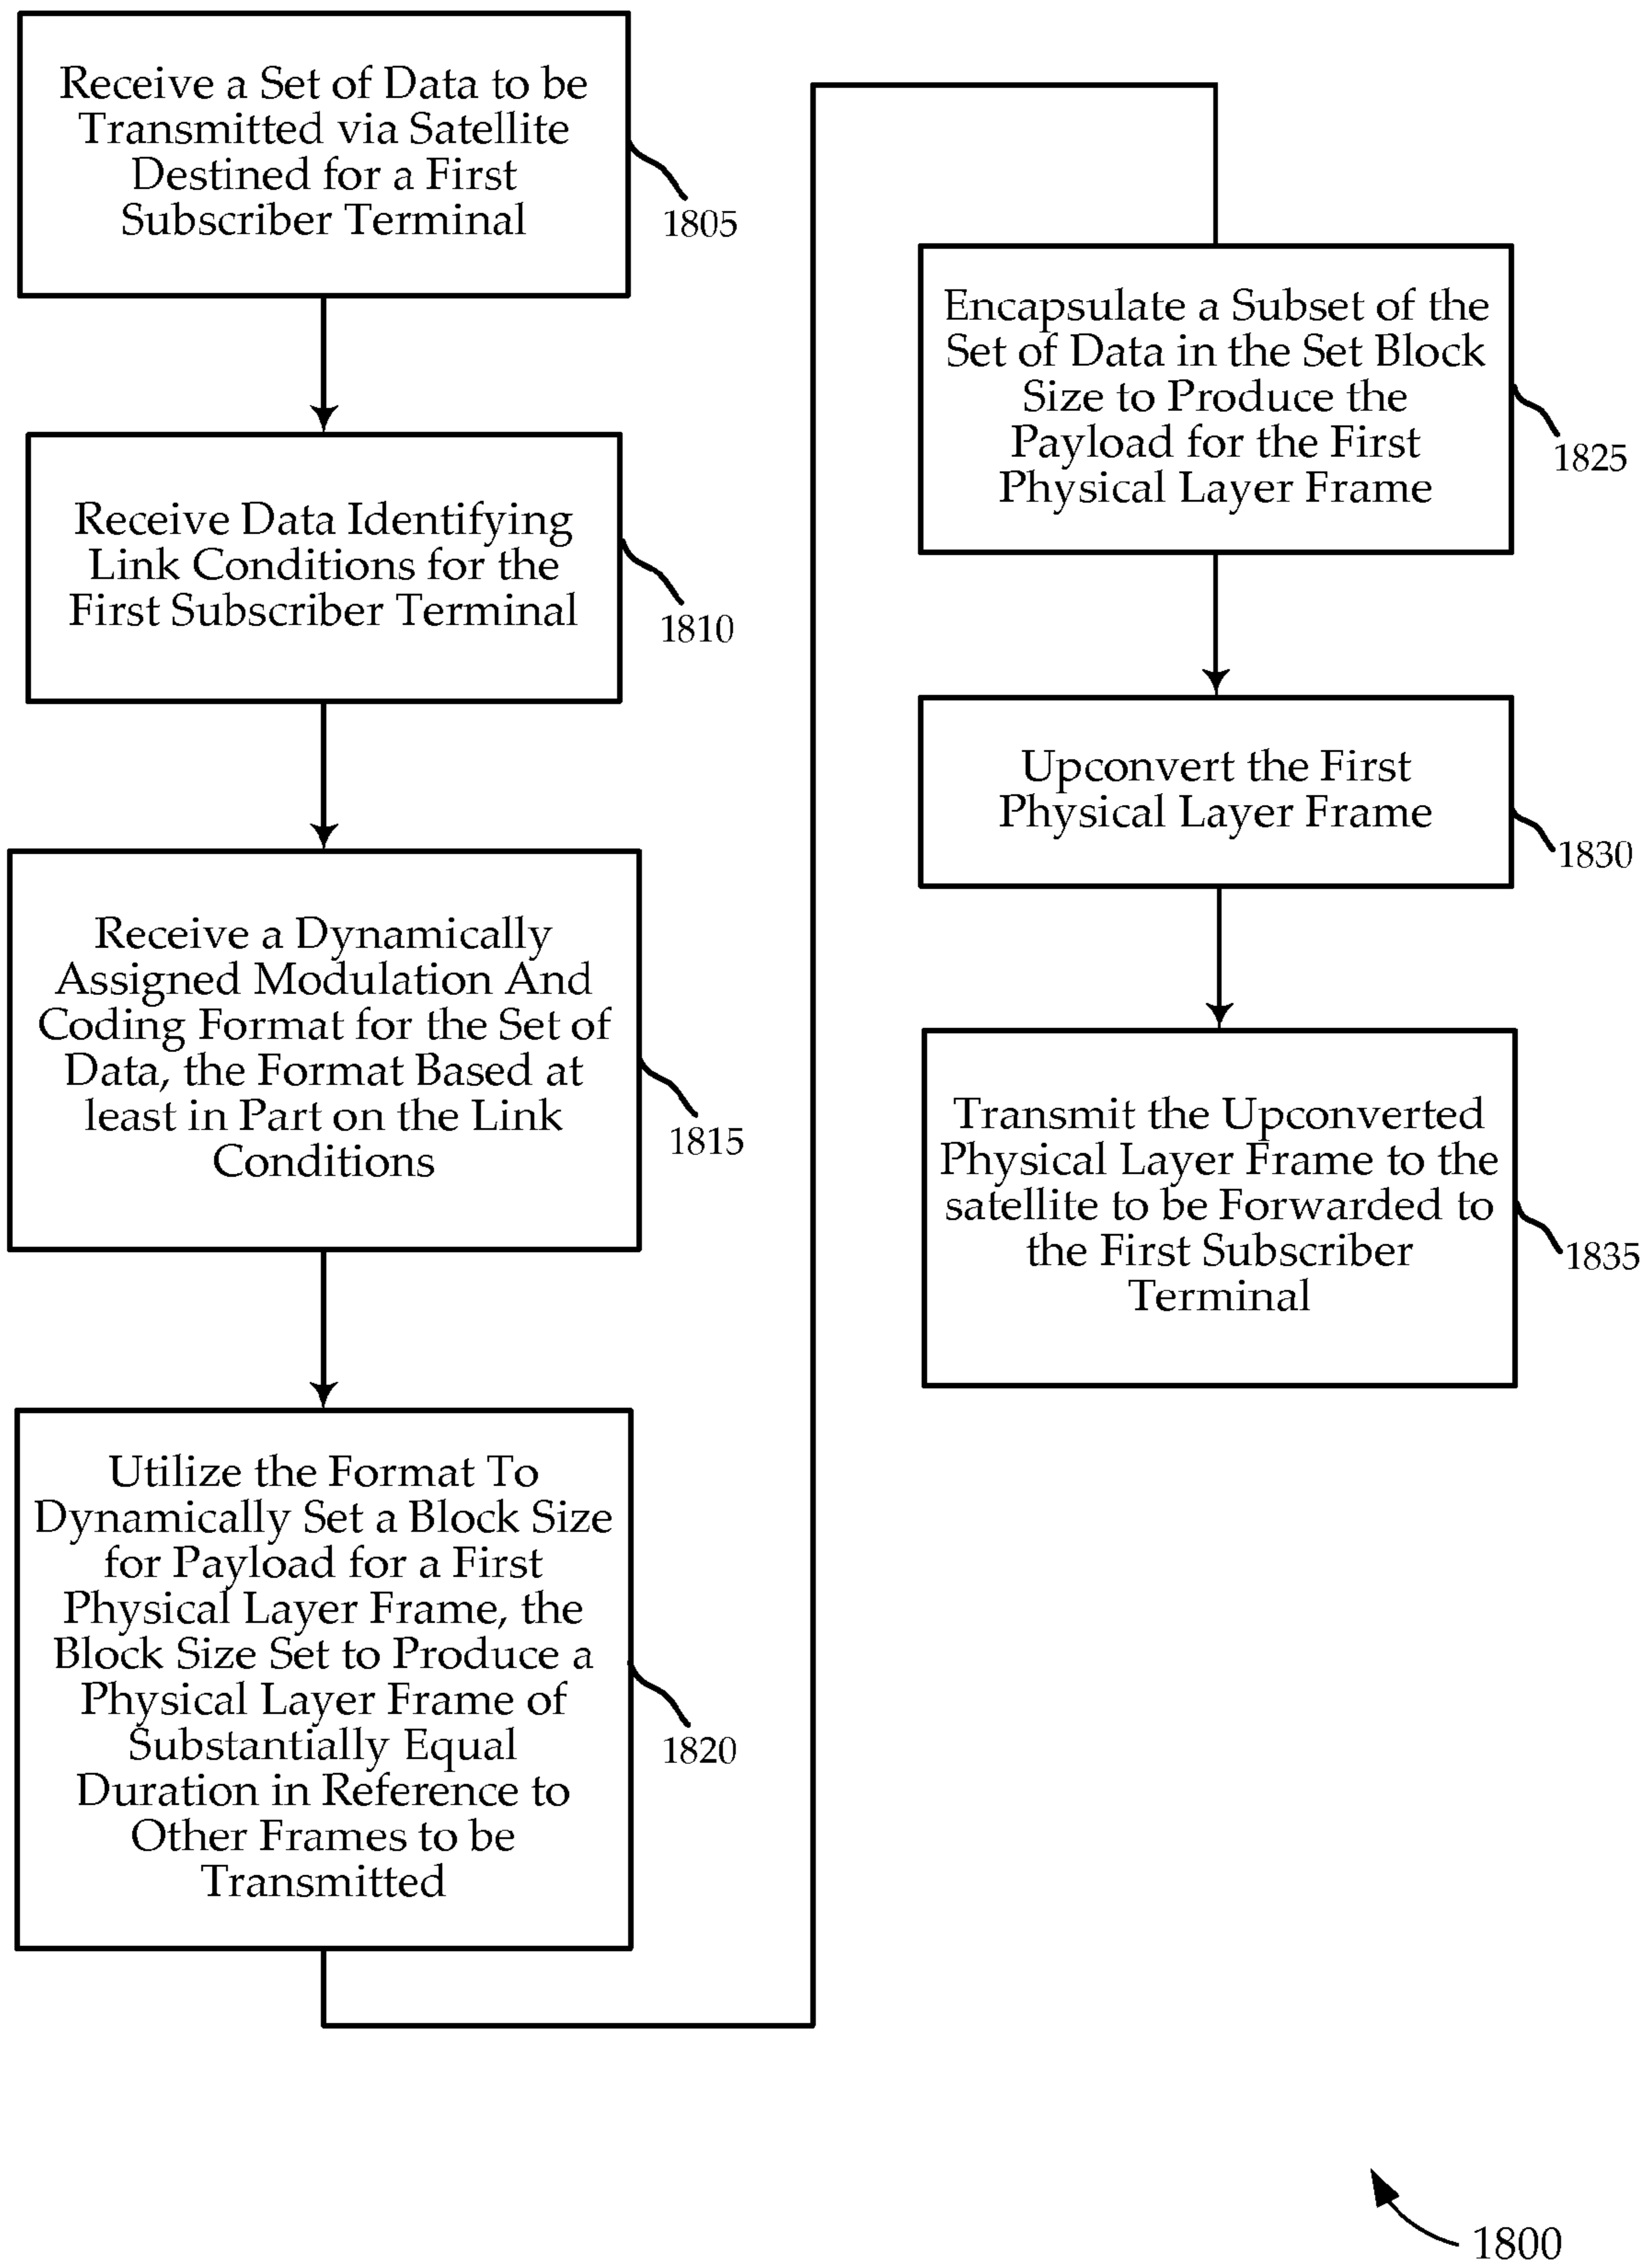 Receive a Set of Data to be
Transmitted via Satellite
Destined for a First
Subscriber Terminal
1805
Receive Data Identifying
Link Conditions for the
First Subscriber Terminal
1810
Receive a Dynamically
Assigned Modulation And
Coding Format for the Set of
Data, the Format Based at
least in Part on the Link
Conditions
1815
Utilize the Format To
Dynamically Set a Block Size
for Payload for a First
Physical Layer Frame, the
Block Size Set to Produce a
Physical Layer Frame of
Substantially Equal
Duration in Reference to
Other Frames to be
Transmitted
1820
Encapsulate a Subset of the
Set of Data in the Set Block
Size to Produce the
Payload for the First
Physical Layer Frame
1825
Upconvert the First
Physical Layer Frame
1830
Transmit the Upconverted
Physical Layer Frame to the
satellite to be Forwarded to
the First Subscriber
Terminal
1835
1800